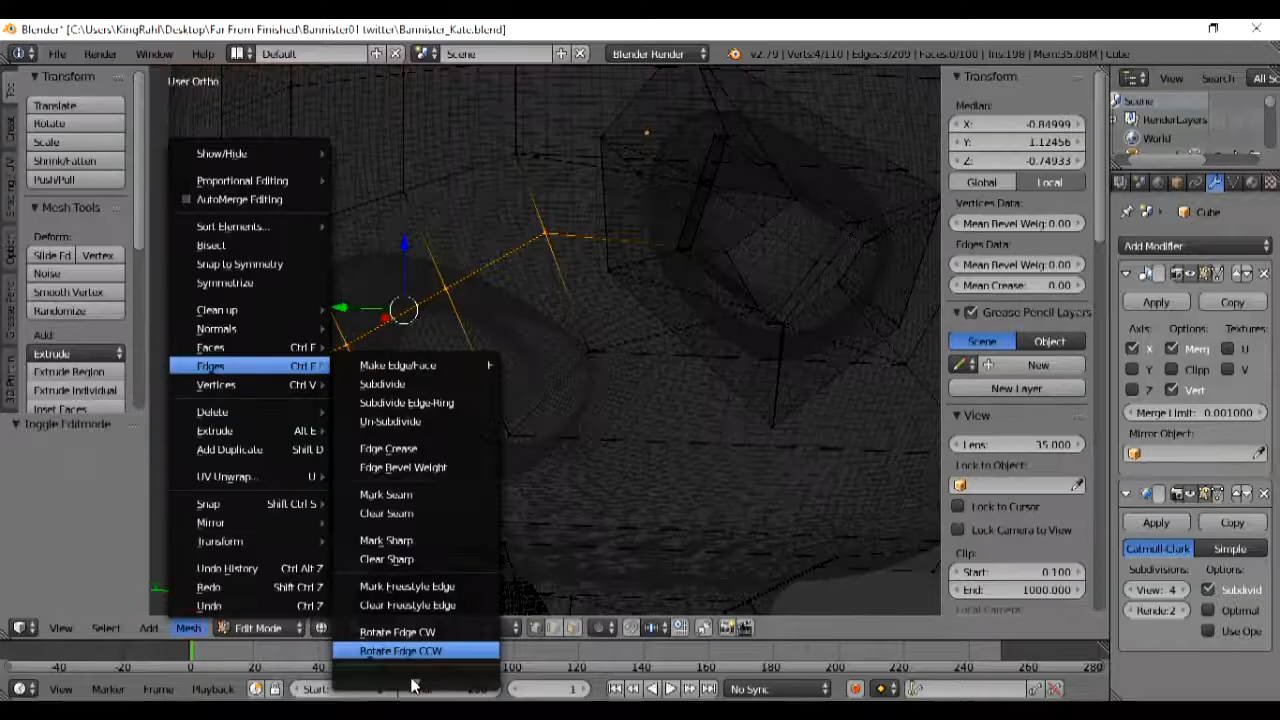 Blender* [C:\Users\KingRahl\Desktop\Far From Finished\Bannister01 twitter\Bannister_Kate.blend]
File Render Window Help Default Scene Blender Render v2.79 | Verts:4/110 | Edges:3/209 | Faces:0/100 | Tris:198 | Mem:35.08M | Cube
Transform
Translate
Rotate
Scale
Shrink/Fatten
Push/Pull
Mesh Tools
Deform:
Slide Ed Vertex
Noise
Smooth Vertex
Randomize
Add:
Extrude
Extrude Region
Extrude Individual
Inset Faces
Toggle Editmode
User Ortho
Show/Hide
Proportional Editing
AutoMerge Editing
Sort Elements...
Bisect
Snap to Symmetry
Symmetrize
Clean up
Normals
Faces Ctrl F
Edges Ctrl E
Vertices Ctrl V
Delete
Extrude Alt E
Add Duplicate Shift D
UV Unwrap... U
Snap Shift Ctrl S
Mirror
Transform
Undo History Ctrl Alt Z
Redo Shift Ctrl Z
Undo Ctrl Z
Make Edge/Face F
Subdivide
Subdivide Edge-Ring
Un-Subdivide
Edge Crease
Edge Bevel Weight
Mark Seam
Clear Seam
Mark Sharp
Clear Sharp
Mark Freestyle Edge
Clear Freestyle Edge
Rotate Edge CW
Rotate Edge CCW
View Select Add Mesh Edit Mode
Transform
Median:
X: -0.84999
Y: 1.12456
Z: -0.74933
Global Local
Vertices Data:
Mean Bevel Weig: 0.00
Edges Data:
Mean Bevel Weig: 0.00
Mean Crease: 0.00
Grease Pencil Layers
Scene Object
New
New Layer
View
Lens: 35.000
Lock to Object:
Lock to Cursor
Lock Camera to View
Clip:
Start: 0.100
End: 1000.000
Local Camera
View Search All Sc
Scene
RenderLayers
World
Cube
Add Modifier
Apply Copy
Axis: Options: Textures:
X Merg U
Y Clipp V
Z Vert
Merge Limit: 0.001000
Mirror Object:
Apply Copy
Catmull-Clark Simple
Subdivisions: Options:
View: 4 Subdivid
Rende: 2 Optimal
Use Ope
-40 -20 0 20 40 100 120 140 160 180 200 220 240 260 280
View Marker Frame Playback Start: 1 No Sync